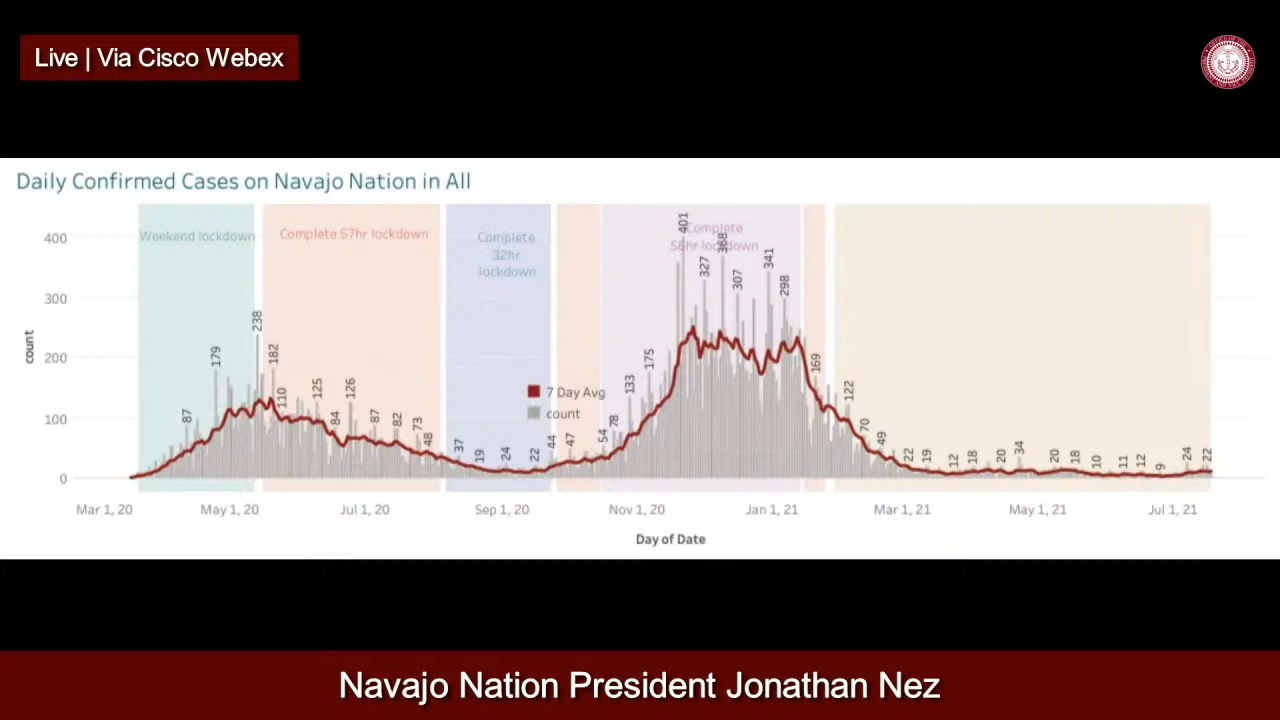 Live | Via Cisco Webex
Daily Confirmed Cases on Navajo Nation in All
Weekend lockdown
Complete 57hr lockdown
Complete
32hr
lockdown
Complete
56hr lockdown
count
400
300
200
100
0
87
179
238
182
110
125
84
126
87
82
73
48
37
19
24
22
44
47
54
78
133
175
401
327
368
307
341
298
169
122
70
49
22
19
12
18
20
34
20
18
10
11
12
9
24
22
7 Day Avg
count
Mar 1, 20
May 1, 20
Jul 1, 20
Sep 1, 20
Nov 1, 20
Jan 1, 21
Mar 1, 21
May 1, 21
Jul 1, 21
Day of Date
Navajo Nation President Jonathan Nez